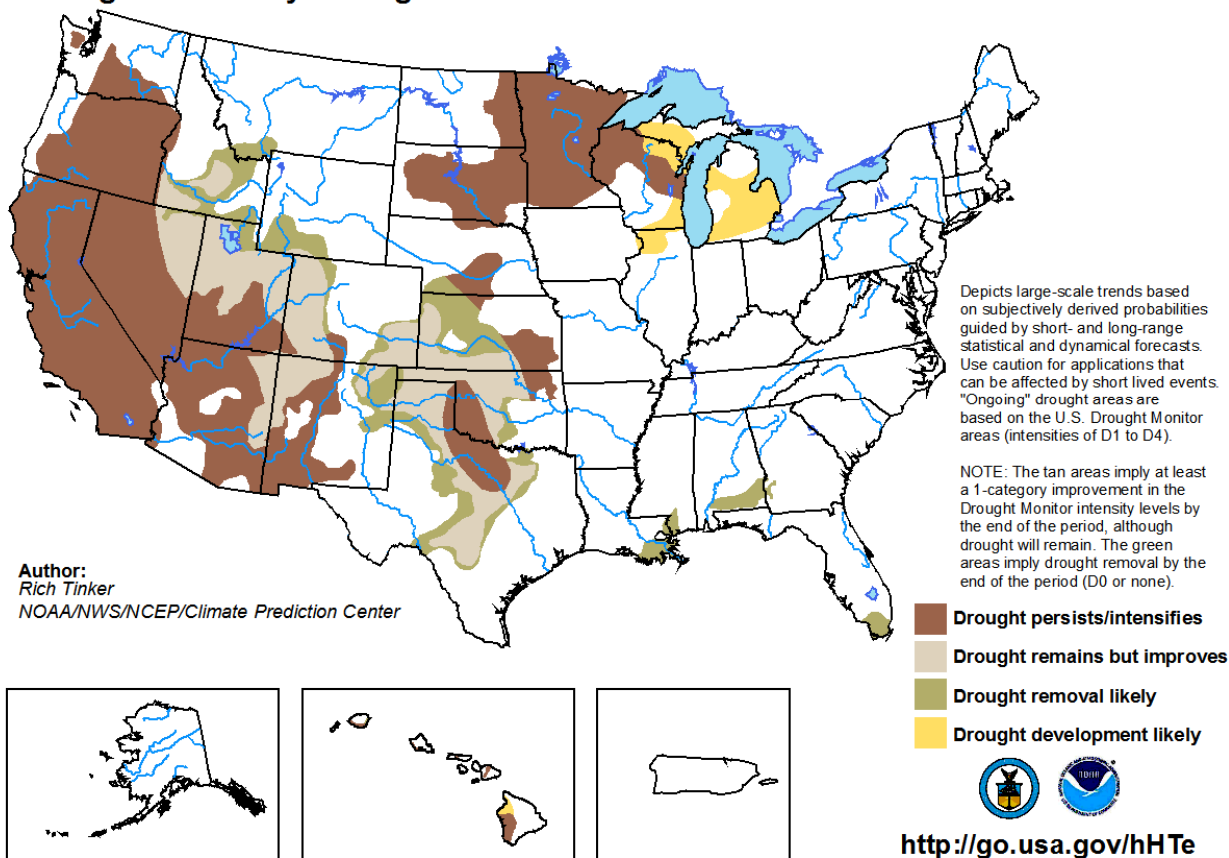 Depicts large-scale trends based
on subjectively derived probabilities
guided by short- and long-range
statistical and dynamical forecasts.
Use caution for applications that
can be affected by short lived events.
"Ongoing" drought areas are
based on the U.S. Drought Monitor
areas (intensities of D1 to D4).
NOTE: The tan areas imply at least
a 1-category improvement in the
Drought Monitor intensity levels by
the end of the period, although
drought will remain. The green
areas imply drought removal by the
end of the period (D0 or none).
Author:
Rich Tinker
NOAA/NWS/NCEP/Climate Prediction Center
Drought persists/intensifies
Drought remains but improves
Drought removal likely
Drought development likely
http://go.usa.gov/hHTe